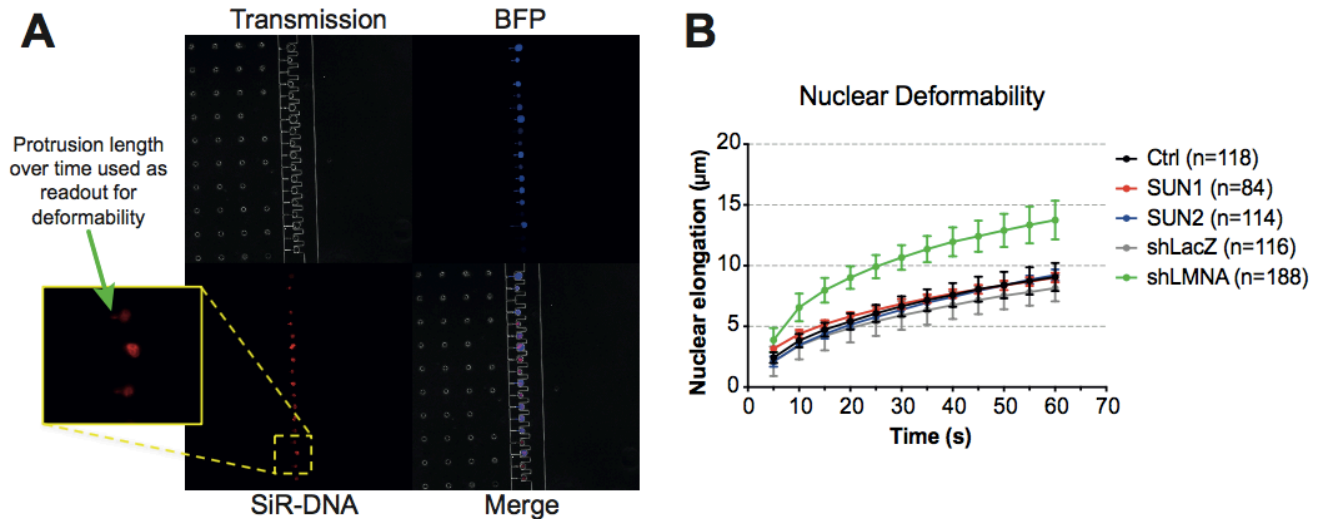 A
Transmission
BFP
Protrusion length
over time used as
readout for
deformability
SiR-DNA
Merge
B
Nuclear Deformability
Nuclear elongation (µm)
20
15
10
5
0
0 10 20 30 40 50 60 70
Time (s)
Ctrl (n=118)
SUN1 (n=84)
SUN2 (n=114)
shLacZ (n=116)
shLMNA (n=188)